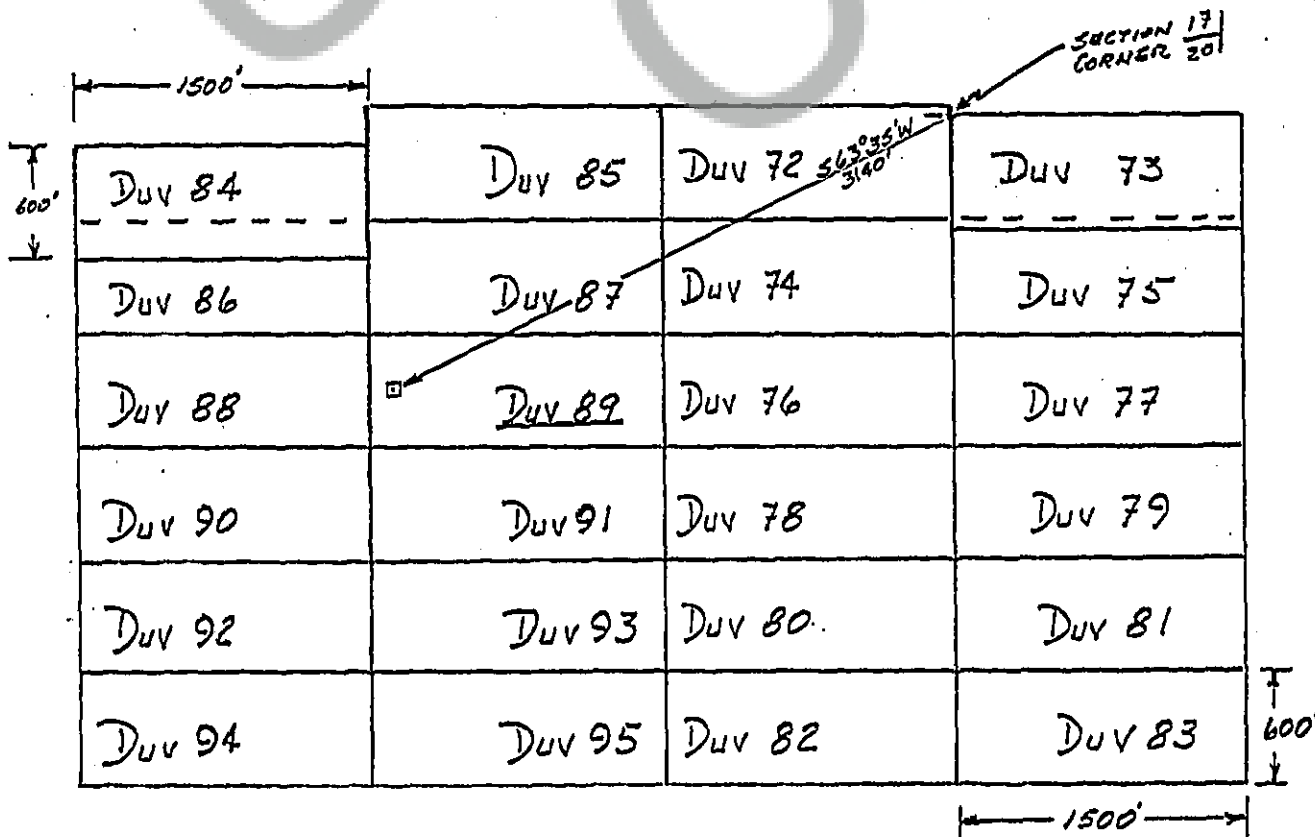 SECTION 17
CORNER 20
1500'
600'
Duv 84
Duv 85
Duv 72
S63°35'W
3140'
Duv 73
Duv 86
Duv 87
Duv 74
Duv 75
Duv 88
Duv 89
Duv 76
Duv 77
Duv 90
Duv 91
Duv 78
Duv 79
Duv 92
Duv 93
Duv 80
Duv 81
Duv 94
Duv 95
Duv 82
Duv 83
600'
1500'